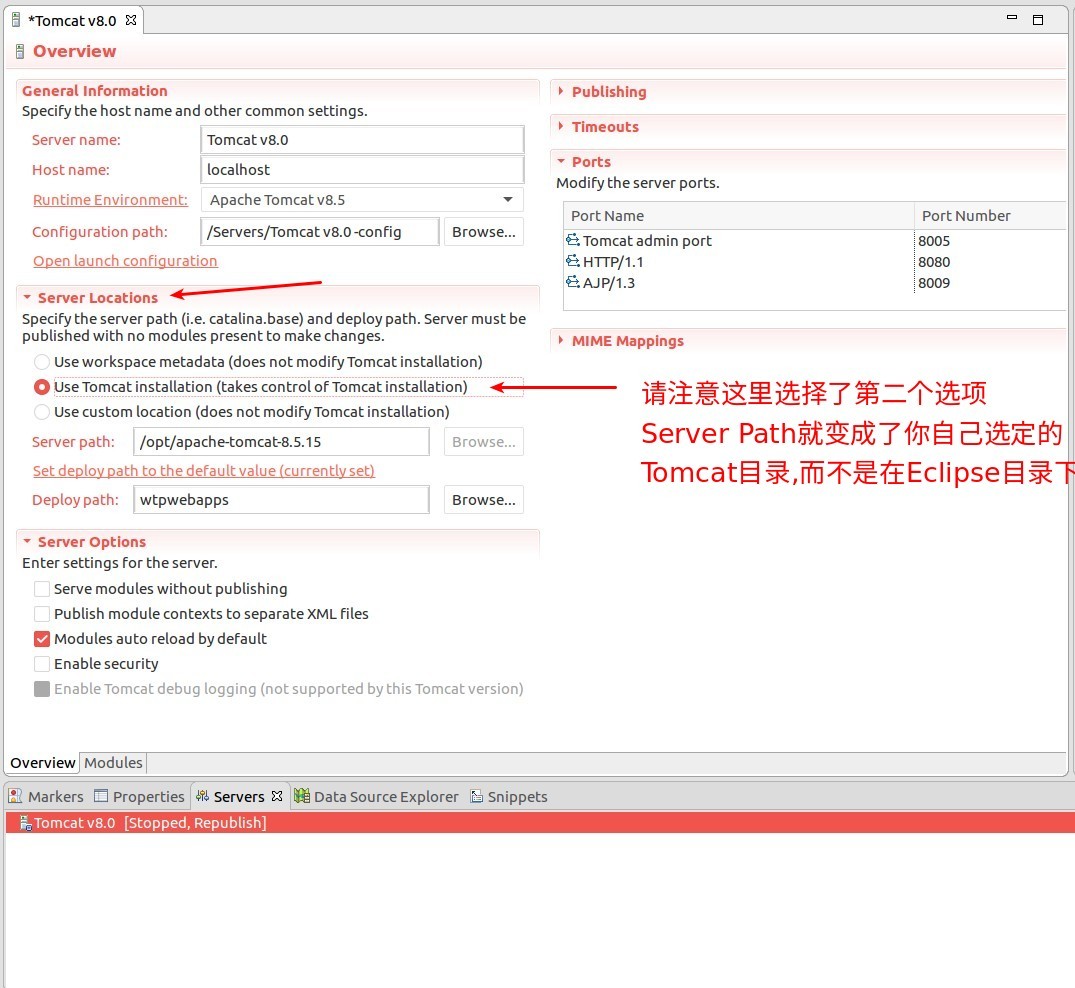 *Tomcat v8.0
Overview
General Information
Specify the host name and other common settings.
Server name: Tomcat v8.0
Host name: localhost
Runtime Environment: Apache Tomcat v8.5
Configuration path: /Servers/Tomcat v8.0-config Browse...
Open launch configuration
Server Locations
Specify the server path (i.e. catalina.base) and deploy path. Server must be
published with no modules present to make changes.
Use workspace metadata (does not modify Tomcat installation)
Use Tomcat installation (takes control of Tomcat installation)
Use custom location (does not modify Tomcat installation)
Server path: /opt/apache-tomcat-8.5.15 Browse...
Set deploy path to the default value (currently set)
Deploy path: wtpwebapps Browse...
Server Options
Enter settings for the server.
Serve modules without publishing
Publish module contexts to separate XML files
Modules auto reload by default
Enable security
Enable Tomcat debug logging (not supported by this Tomcat version)
Publishing
Timeouts
Ports
Modify the server ports.
Port Name Port Number
Tomcat admin port 8005
HTTP/1.1 8080
AJP/1.3 8009
MIME Mappings
请注意这里选择了第二个选项
Server Path就变成了你自己选定的
Tomcat目录,而不是在Eclipse目录下
Overview Modules
Markers Properties Servers Data Source Explorer Snippets
Tomcat v8.0 [Stopped, Republish]